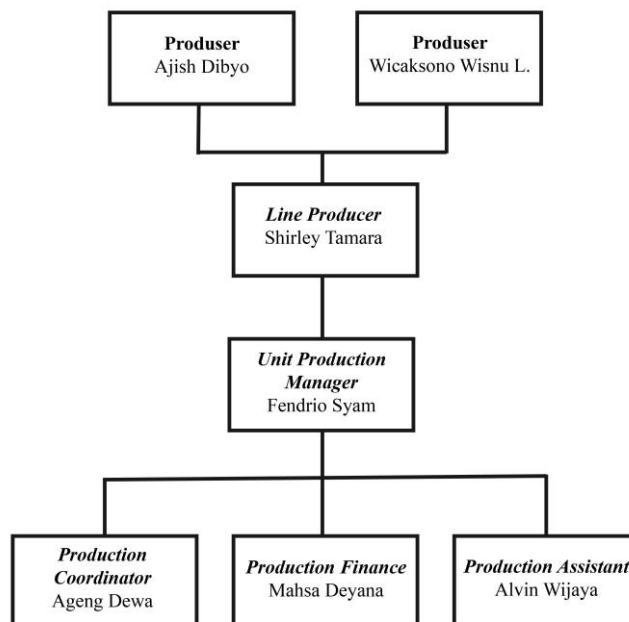 Produser
Ajish Dibyo
Produser
Wicaksono Wisnu L.
Line Producer
Shirley Tamara
Unit Production
Manager
Fendrio Syam
Production
Coordinator
Ageng Dewa
Production Finance
Mahsa Deyana
Production Assistant
Alvin Wijaya